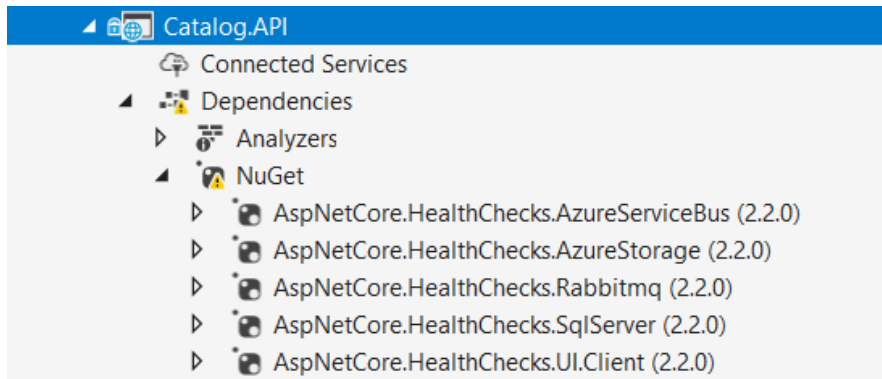 Catalog.API
Connected Services
Dependencies
Analyzers
NuGet
AspNetCore.HealthChecks.AzureServiceBus (2.2.0)
AspNetCore.HealthChecks.AzureStorage (2.2.0)
AspNetCore.HealthChecks.Rabbitmq (2.2.0)
AspNetCore.HealthChecks.SqlServer (2.2.0)
AspNetCore.HealthChecks.UI.Client (2.2.0)